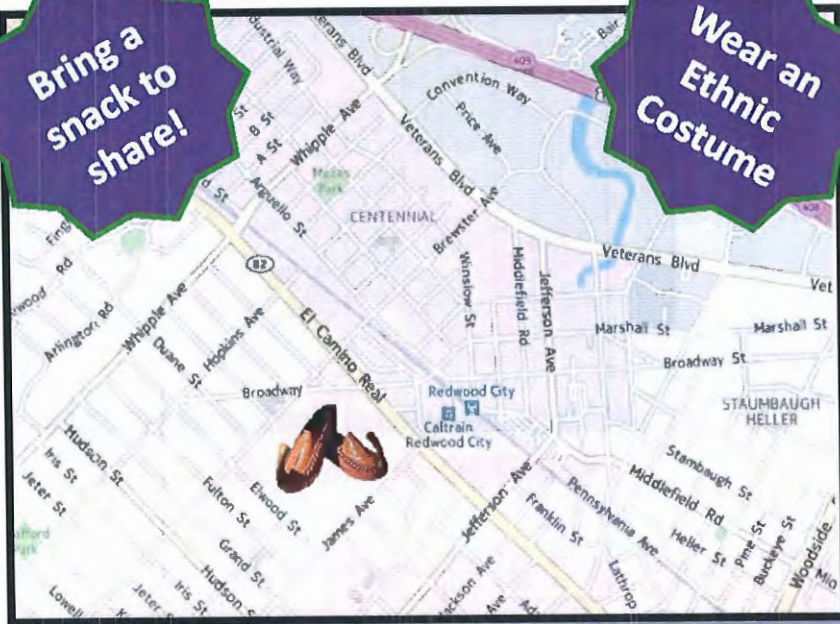 Bring a
snack to
share!
Wear an
Ethnic
Costume
Veterans Blvd
409
Convention Way
Price Ave
B St
A St
Whipple Ave
Arguello St
CENTENNIAL
Brewster Ave
Veterans Blvd
Winslow St
Middlefield Rd
Jefferson Ave
82
El Camino Real
Arlington Rd
Whipple Ave
Duane St
Hopkins Ave
Broadway
Redwood City
Caltrain
Redwood City
Marshall St
Marshall St
Broadway St
STAUMBAUGH
HELLER
Hudson St
Iris St
Jeter St
Fulton St
Elwood St
James Ave
Jefferson Ave
Franklin St
Pennsylvania Ave
Stambaugh St
Middlefield Rd
Heller St
Pine St
Buckeye St
Woodside
Grand St
Hudson
Iris St
Jeter
Lowell
Lathrop